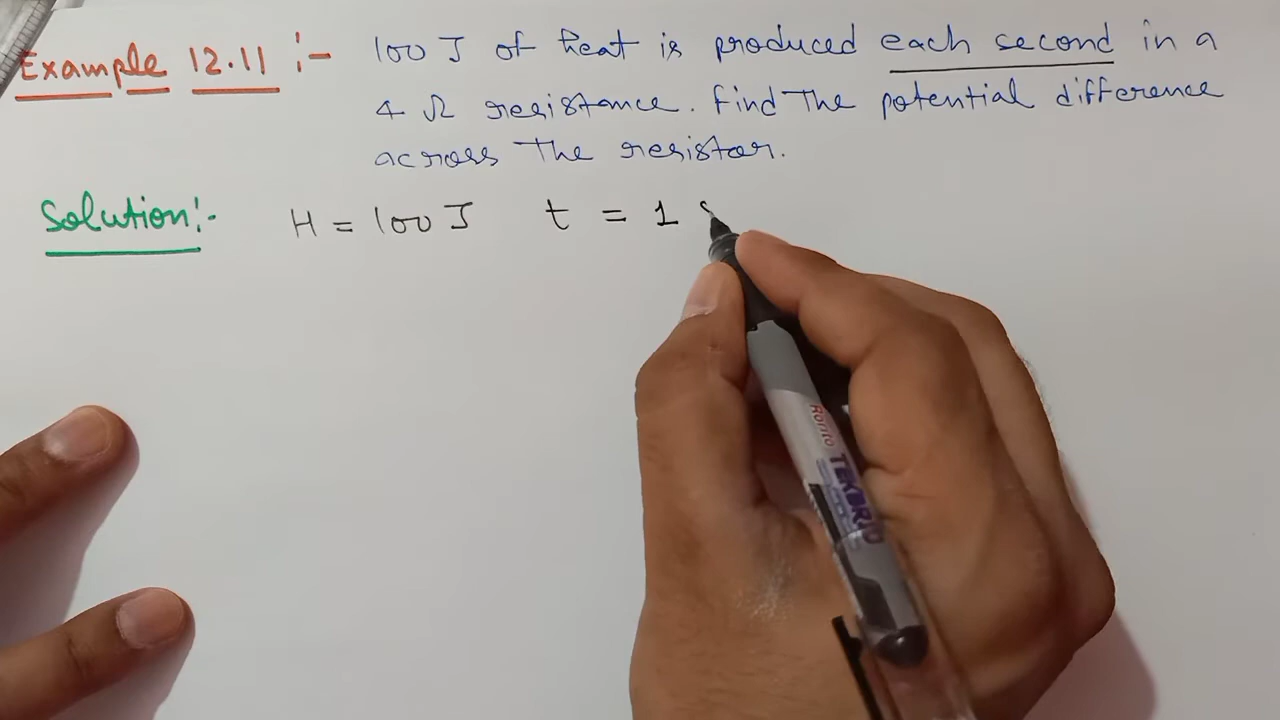 Example 12.11 :- 100 J of heat is produced each second in a
4 Ω resistance. Find The potential difference
across The resistor.
Solution:- H = 100 J t = 1 s
Rorito